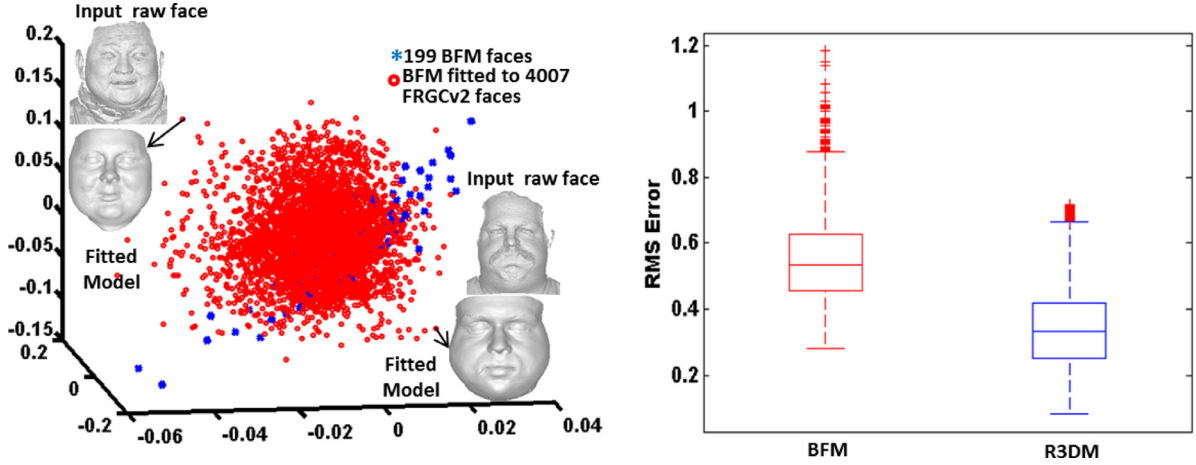 Input raw face
*199 BFM faces
BFM fitted to 4007
FRGCv2 faces
0.2
0.15
0.1
0.05
0
-0.05
-0.1
-0.15
0.2
0
-0.2
-0.06
-0.04
-0.02
0
0.02
0.04
Fitted
Model
Input raw face
Fitted
Model
RMS Error
1.2
1
0.8
0.6
0.4
0.2
BFM
R3DM